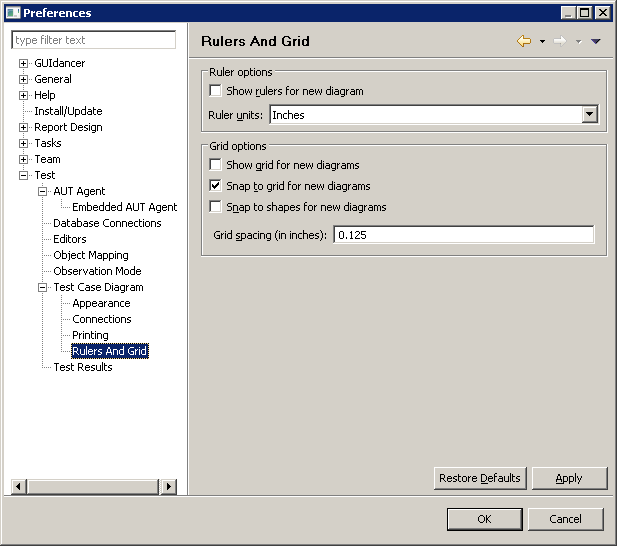 Preferences
type filter text
GUIdancer
General
Help
Install/Update
Report Design
Tasks
Team
Test
AUT Agent
Embedded AUT Agent
Database Connections
Editors
Object Mapping
Observation Mode
Test Case Diagram
Appearance
Connections
Printing
Rulers And Grid
Test Results
Rulers And Grid
Ruler options
Show rulers for new diagram
Ruler units: Inches
Grid options
Show grid for new diagrams
Snap to grid for new diagrams
Snap to shapes for new diagrams
Grid spacing (in inches): 0.125
Restore Defaults Apply
OK Cancel